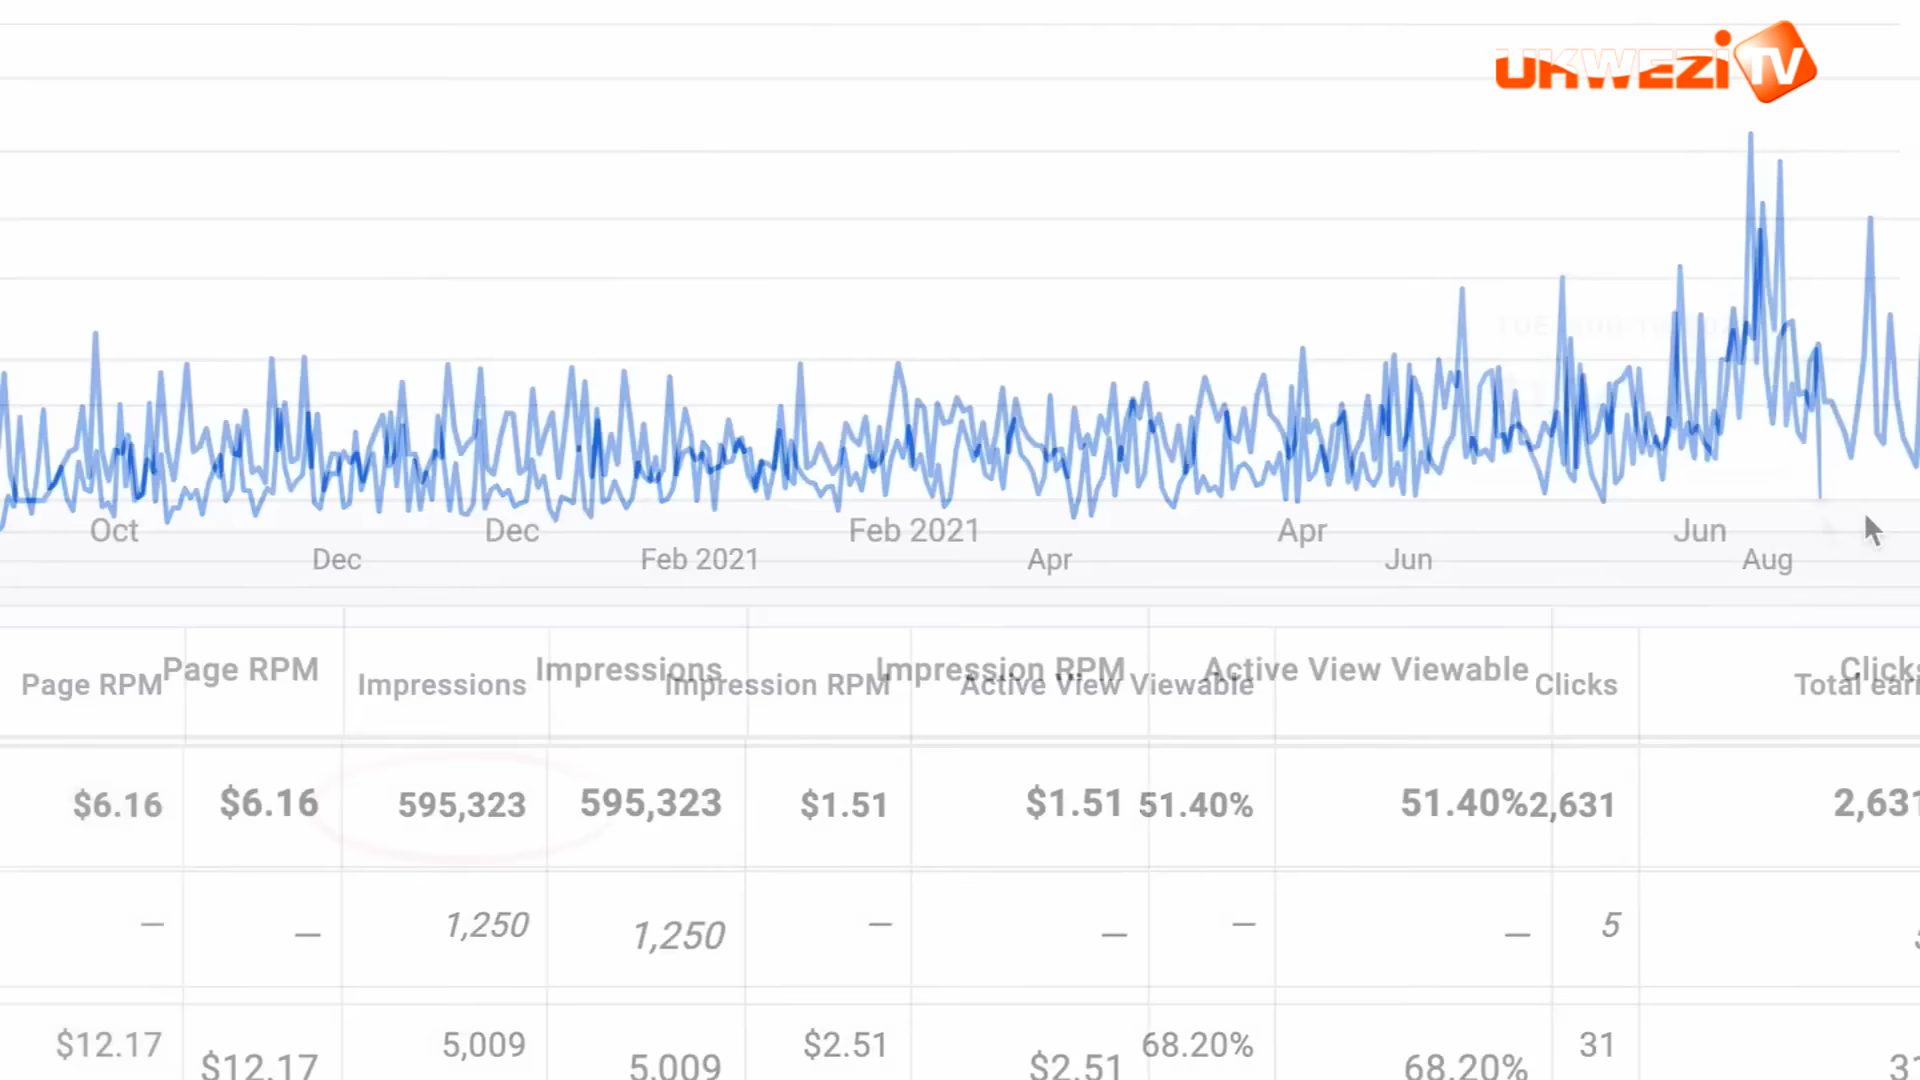 UKWEZI TV
Oct Dec Feb 2021 Apr Jun
Dec Feb 2021 Apr Jun Aug
Page RPM Impressions Impression RPM Active View Viewable Clicks
Page RPM Impressions Impression RPM Active View Viewable Clicks Total
$6.16 $6.16 595,323 595,323 $1.51 $1.51 51.40% 51.40% 2,631 2,631
— — 1,250 1,250 — — — — 5
$12.17 5,009 $2.51 68.20% 31
$12.17 5,009 $2.51 68.20%